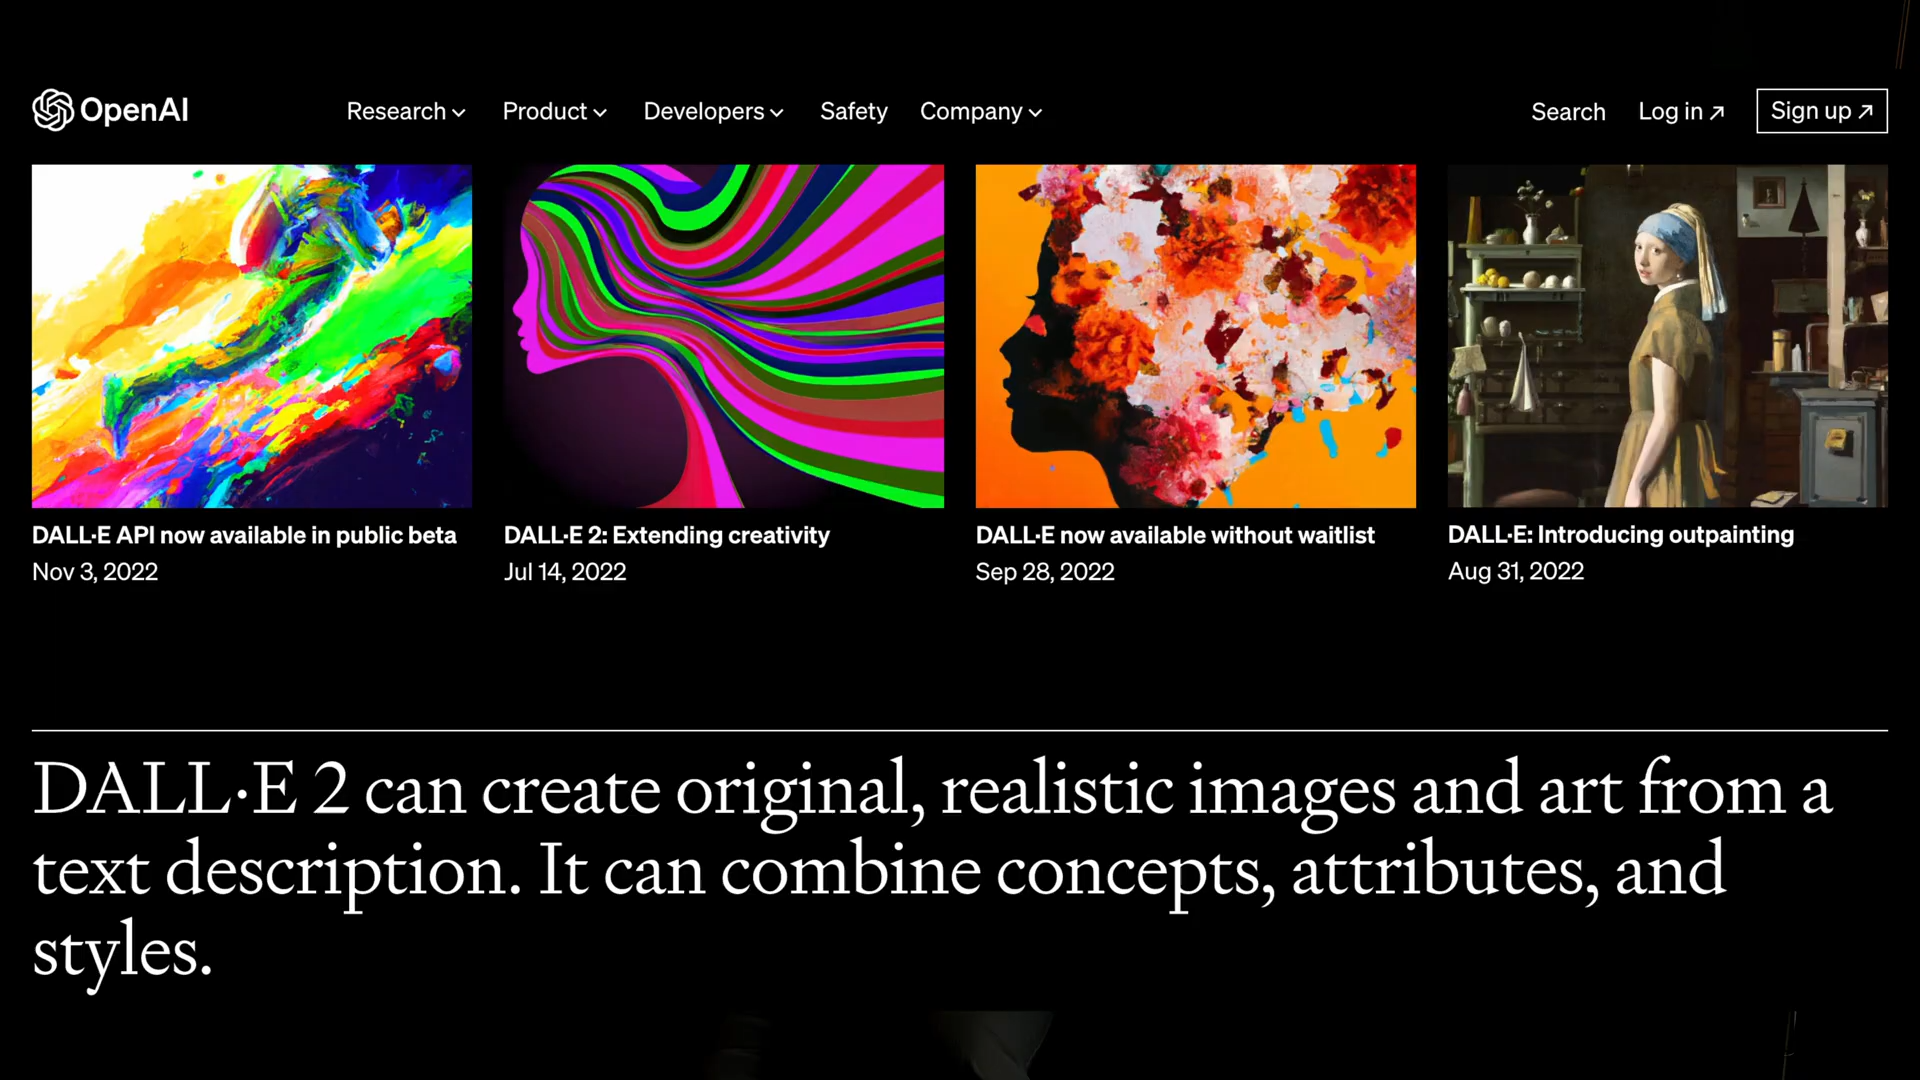 OpenAI
Research
Product
Developers
Safety
Company
Search
Log in ↗
Sign up ↗
DALL·E API now available in public beta
Nov 3, 2022
DALL·E 2: Extending creativity
Jul 14, 2022
DALL·E now available without waitlist
Sep 28, 2022
DALL·E: Introducing outpainting
Aug 31, 2022
DALL·E 2 can create original, realistic images and art from a
text description. It can combine concepts, attributes, and
styles.